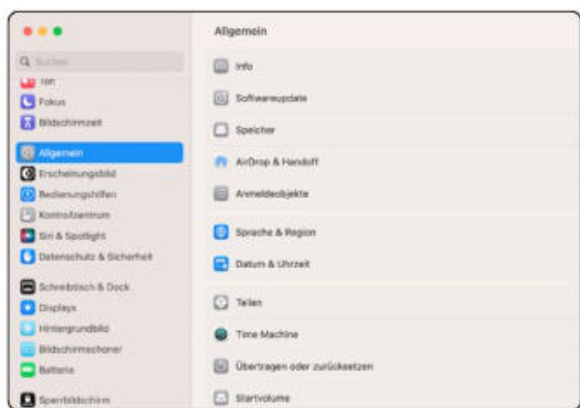 Allgemein
Suchen
Ton
Fokus
Bildschirmzeit
Allgemein
Erscheinungsbild
Bedienungshilfen
Kontrollzentrum
Siri & Spotlight
Datenschutz & Sicherheit
Schreibtisch & Dock
Displays
Hintergrundbild
Bildschirmschoner
Batterie
Sperrbildschirm
Info
Softwareupdate
Speicher
AirDrop & Handoff
Anmeldeobjekte
Sprache & Region
Datum & Uhrzeit
Teilen
Time Machine
Übertragen oder zurücksetzen
Startvolume